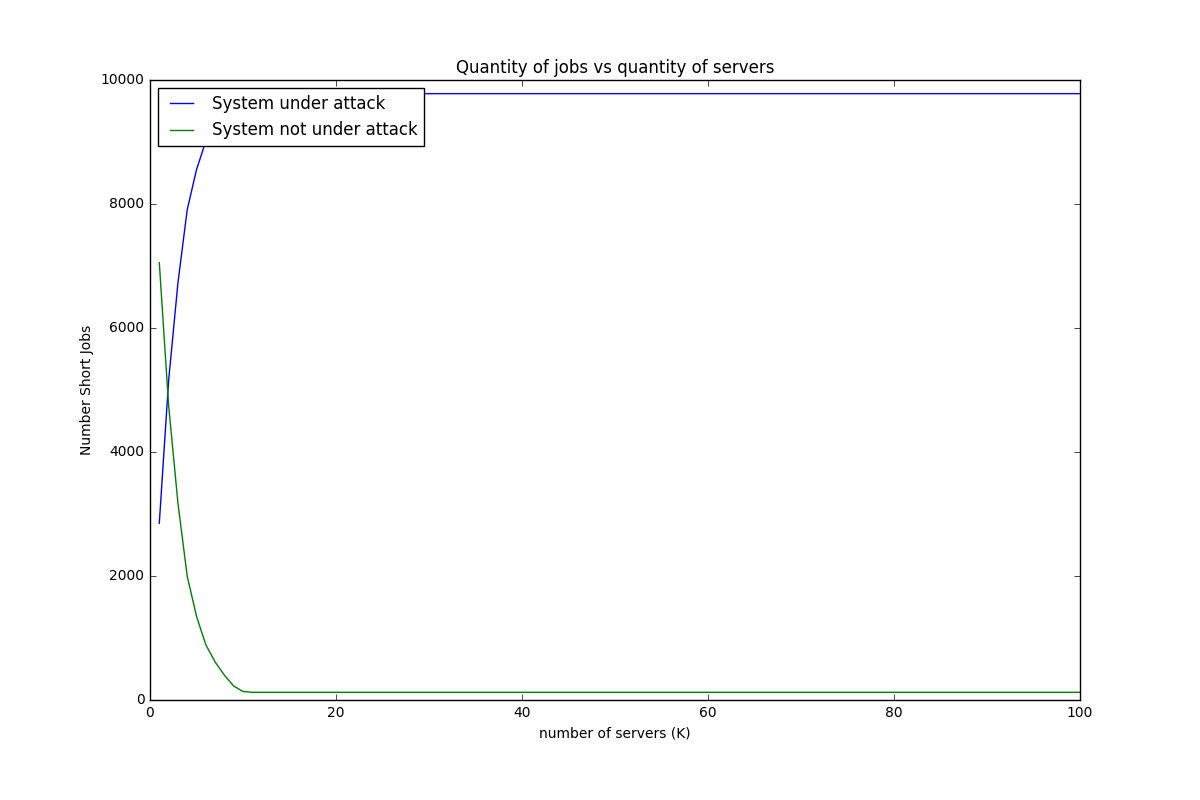 Quantity of jobs vs quantity of servers
System under attack
System not under attack
Number Short Jobs
10000
8000
6000
4000
2000
0
0 20 40 60 80 100
number of servers (K)